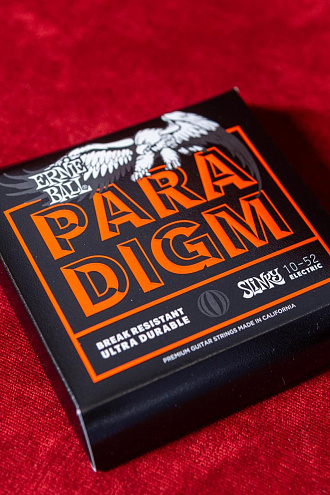 ERNIE
BALL
PARA
DIGM
BREAK RESISTANT
ULTRA DURABLE
SLINKY
10-52
ELECTRIC
PREMIUM GUITAR STRINGS MADE IN CALIFORNIA